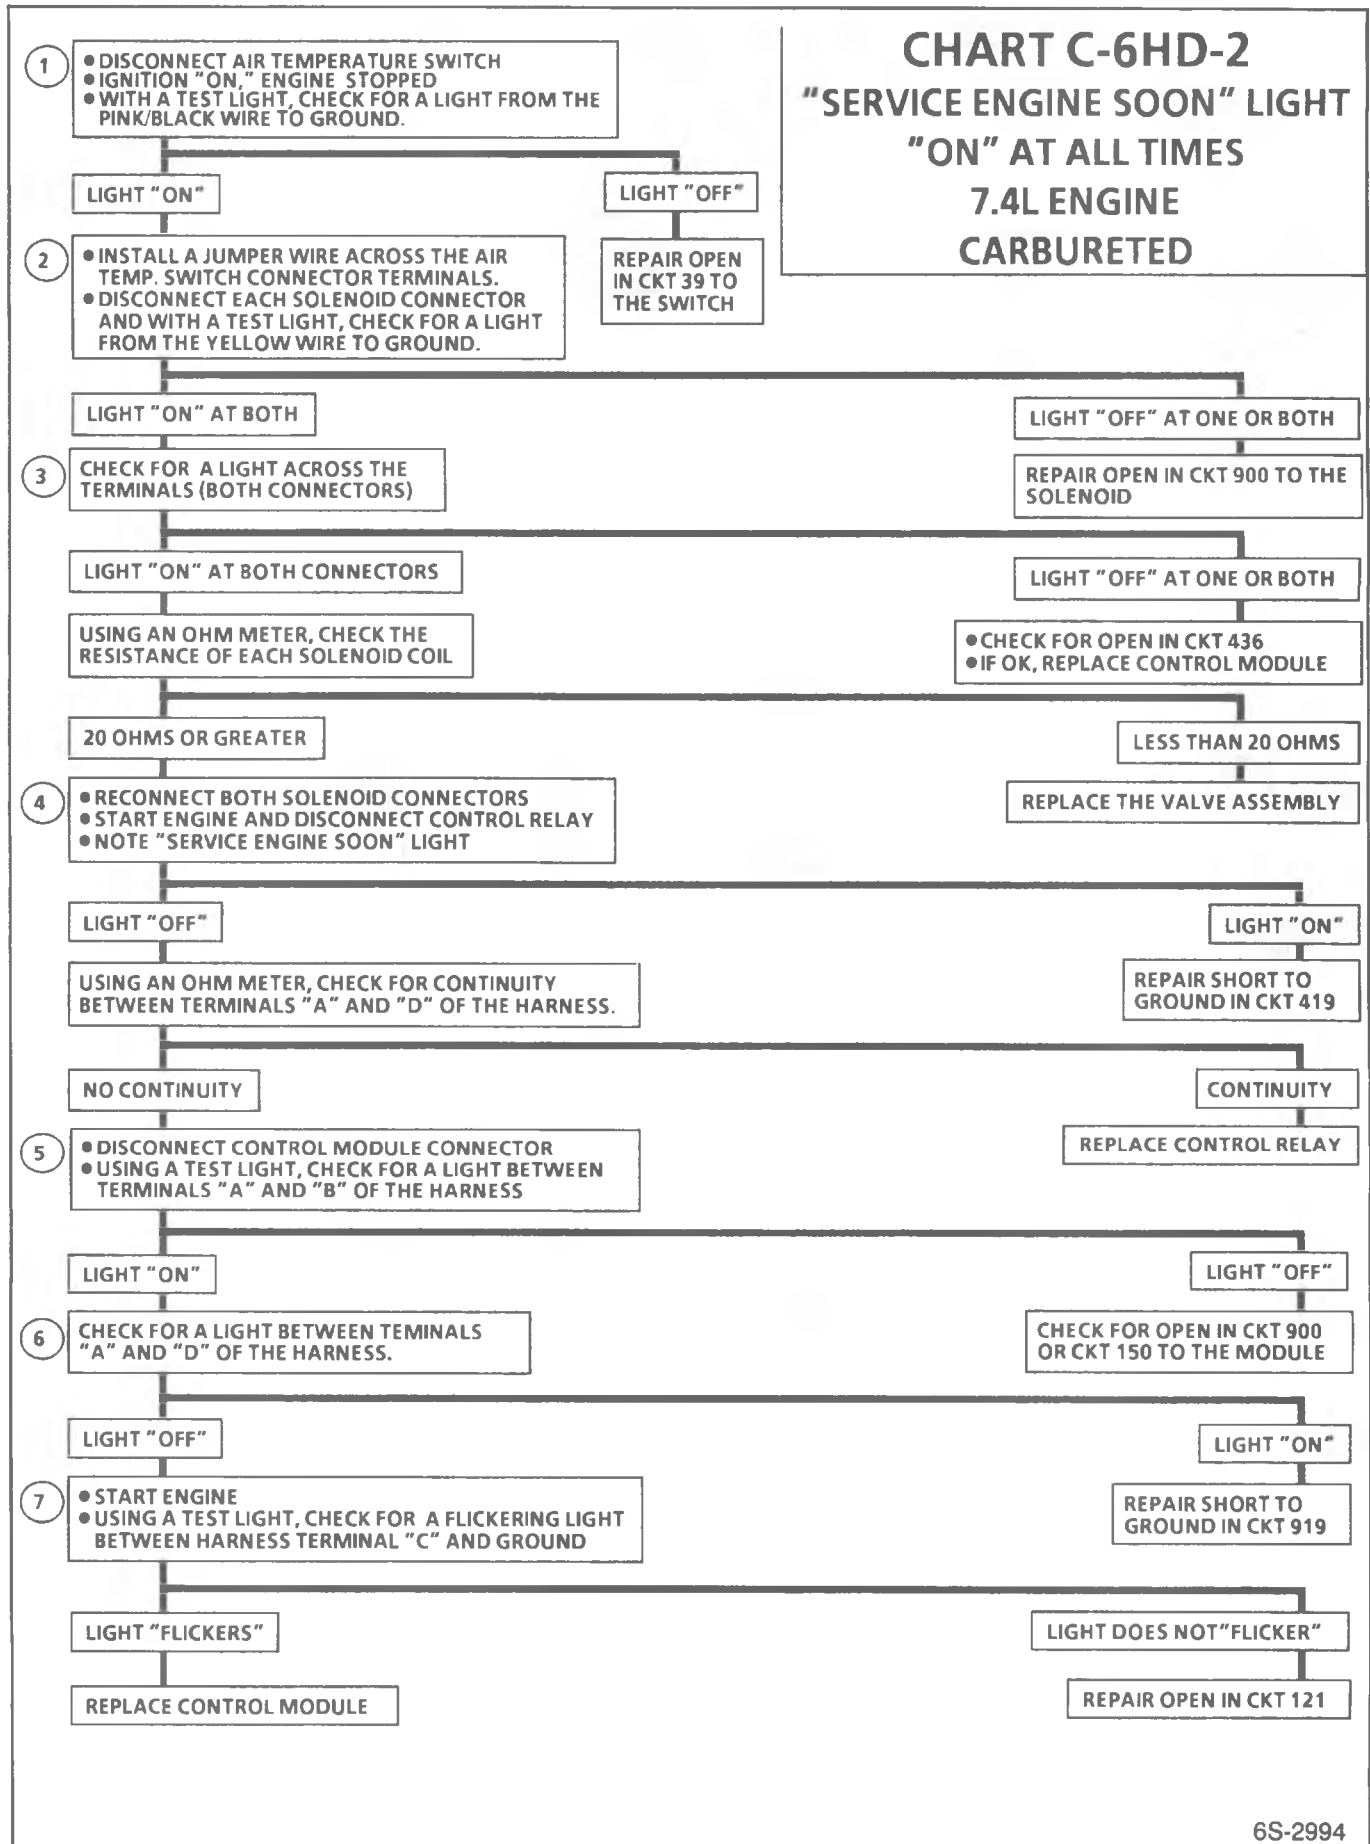 CHART C-6HD-2
"SERVICE ENGINE SOON" LIGHT
"ON" AT ALL TIMES
7.4L ENGINE
CARBURETED
1
● DISCONNECT AIR TEMPERATURE SWITCH
● IGNITION "ON," ENGINE STOPPED
● WITH A TEST LIGHT, CHECK FOR A LIGHT FROM THE
PINK/BLACK WIRE TO GROUND.
LIGHT "ON"
LIGHT "OFF"
REPAIR OPEN
IN CKT 39 TO
THE SWITCH
2
● INSTALL A JUMPER WIRE ACROSS THE AIR
TEMP. SWITCH CONNECTOR TERMINALS.
● DISCONNECT EACH SOLENOID CONNECTOR
AND WITH A TEST LIGHT, CHECK FOR A LIGHT
FROM THE YELLOW WIRE TO GROUND.
LIGHT "ON" AT BOTH
LIGHT "OFF" AT ONE OR BOTH
REPAIR OPEN IN CKT 900 TO THE
SOLENOID
3
CHECK FOR A LIGHT ACROSS THE
TERMINALS (BOTH CONNECTORS)
LIGHT "ON" AT BOTH CONNECTORS
LIGHT "OFF" AT ONE OR BOTH
USING AN OHM METER, CHECK THE
RESISTANCE OF EACH SOLENOID COIL
● CHECK FOR OPEN IN CKT 436
● IF OK, REPLACE CONTROL MODULE
20 OHMS OR GREATER
LESS THAN 20 OHMS
REPLACE THE VALVE ASSEMBLY
4
● RECONNECT BOTH SOLENOID CONNECTORS
● START ENGINE AND DISCONNECT CONTROL RELAY
● NOTE "SERVICE ENGINE SOON" LIGHT
LIGHT "OFF"
LIGHT "ON"
USING AN OHM METER, CHECK FOR CONTINUITY
BETWEEN TERMINALS "A" AND "D" OF THE HARNESS.
REPAIR SHORT TO
GROUND IN CKT 419
NO CONTINUITY
CONTINUITY
REPLACE CONTROL RELAY
5
● DISCONNECT CONTROL MODULE CONNECTOR
● USING A TEST LIGHT, CHECK FOR A LIGHT BETWEEN
TERMINALS "A" AND "B" OF THE HARNESS
LIGHT "ON"
LIGHT "OFF"
CHECK FOR OPEN IN CKT 900
OR CKT 150 TO THE MODULE
6
CHECK FOR A LIGHT BETWEEN TEMINALS
"A" AND "D" OF THE HARNESS.
LIGHT "OFF"
LIGHT "ON"
REPAIR SHORT TO
GROUND IN CKT 919
7
● START ENGINE
● USING A TEST LIGHT, CHECK FOR A FLICKERING LIGHT
BETWEEN HARNESS TERMINAL "C" AND GROUND
LIGHT "FLICKERS"
LIGHT DOES NOT "FLICKER"
REPLACE CONTROL MODULE
REPAIR OPEN IN CKT 121
6S-2994